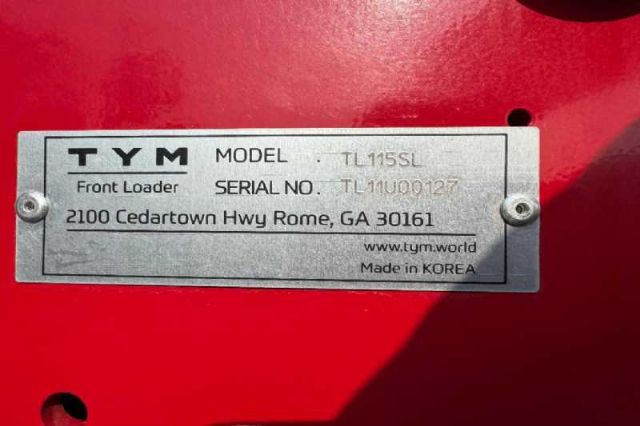 TYM MODEL . TL115SL
Front Loader SERIAL NO. TL11U00127
2100 Cedartown Hwy Rome, GA 30161
www.tym.world
Made in KOREA